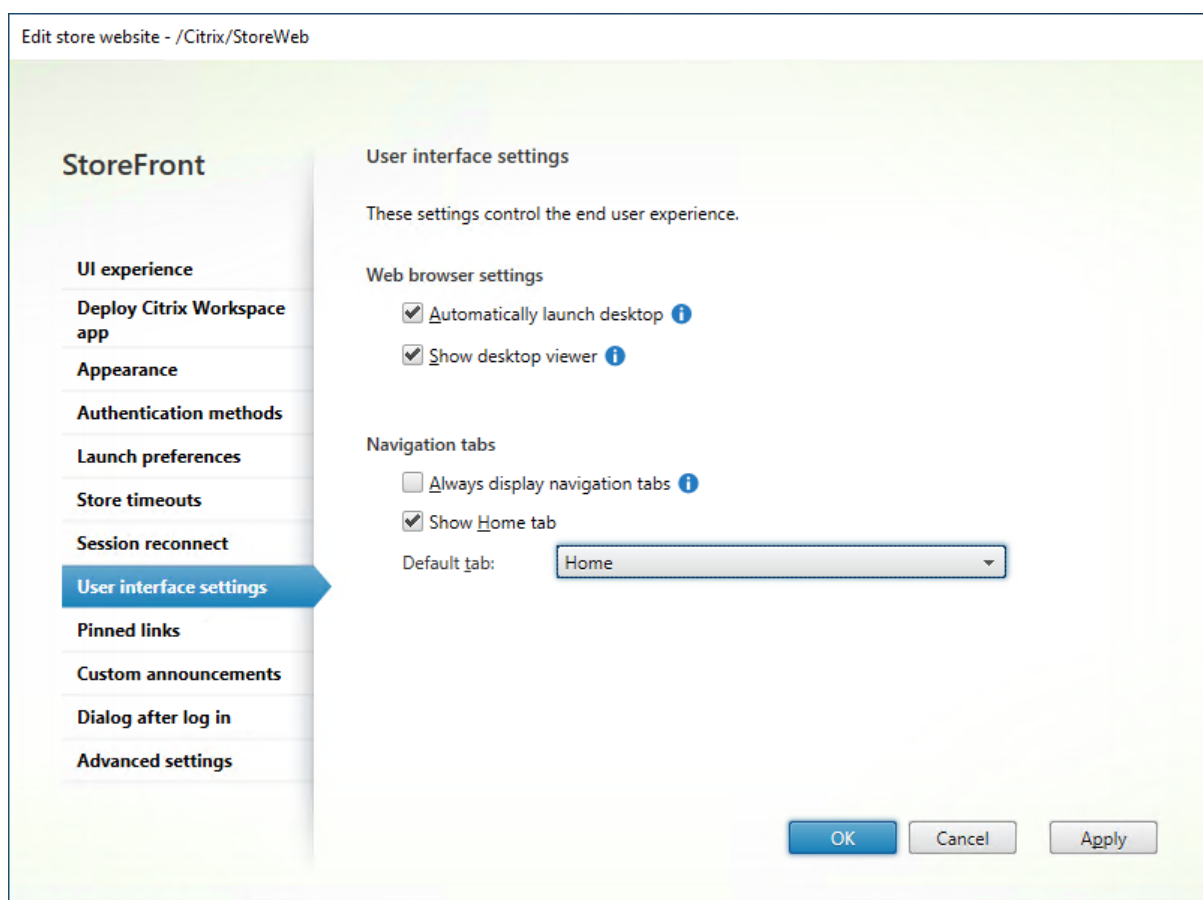 Edit store website - /Citrix/StoreWeb
StoreFront
UI experience
Deploy Citrix Workspace
app
Appearance
Authentication methods
Launch preferences
Store timeouts
Session reconnect
User interface settings
Pinned links
Custom announcements
Dialog after log in
Advanced settings
User interface settings
These settings control the end user experience.
Web browser settings
Automatically launch desktop
Show desktop viewer
Navigation tabs
Always display navigation tabs
Show Home tab
Default tab: Home
OK Cancel Apply